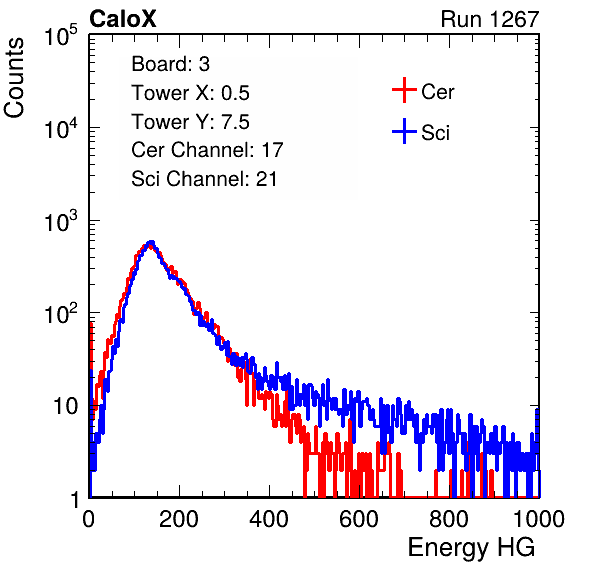 CaloX Run 1267
Counts
10^5
10^4
10^3
10^2
10
1
Board: 3
Tower X: 0.5
Tower Y: 7.5
Cer Channel: 17
Sci Channel: 21
Cer
Sci
0 200 400 600 800 1000
Energy HG